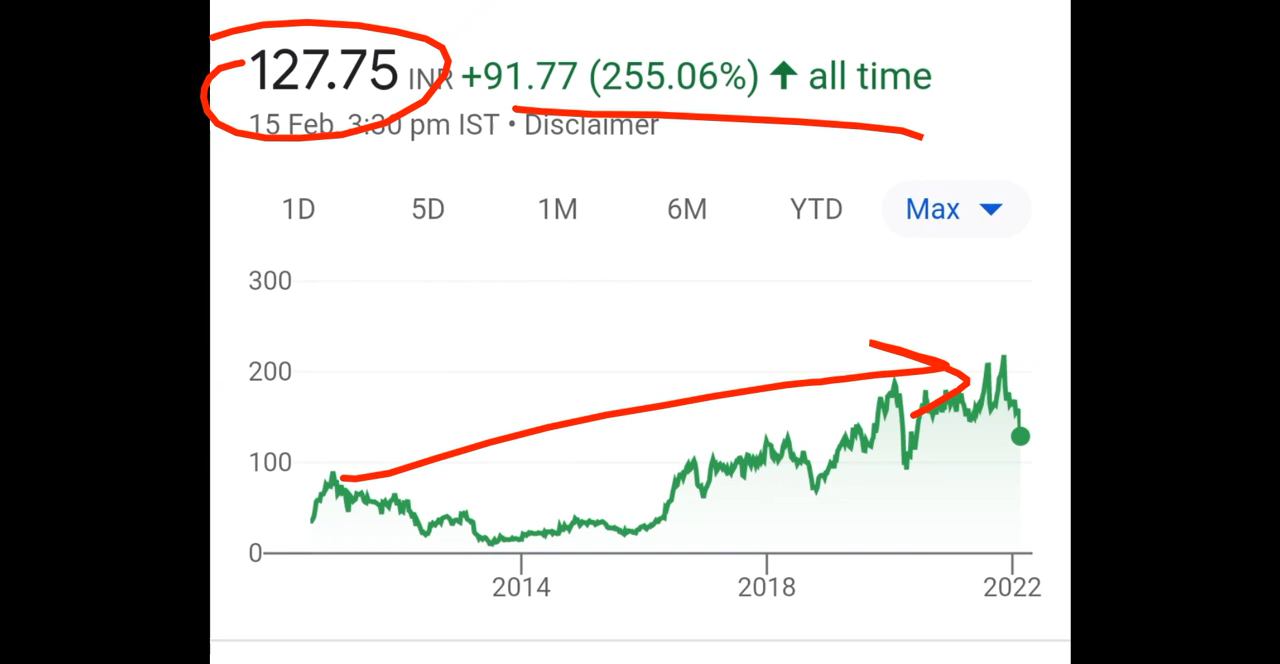 127.75 INR +91.77 (255.06%) ↑ all time
15 Feb, 3:30 pm IST • Disclaimer
1D 5D 1M 6M YTD Max
300
200
100
0
2014 2018 2022